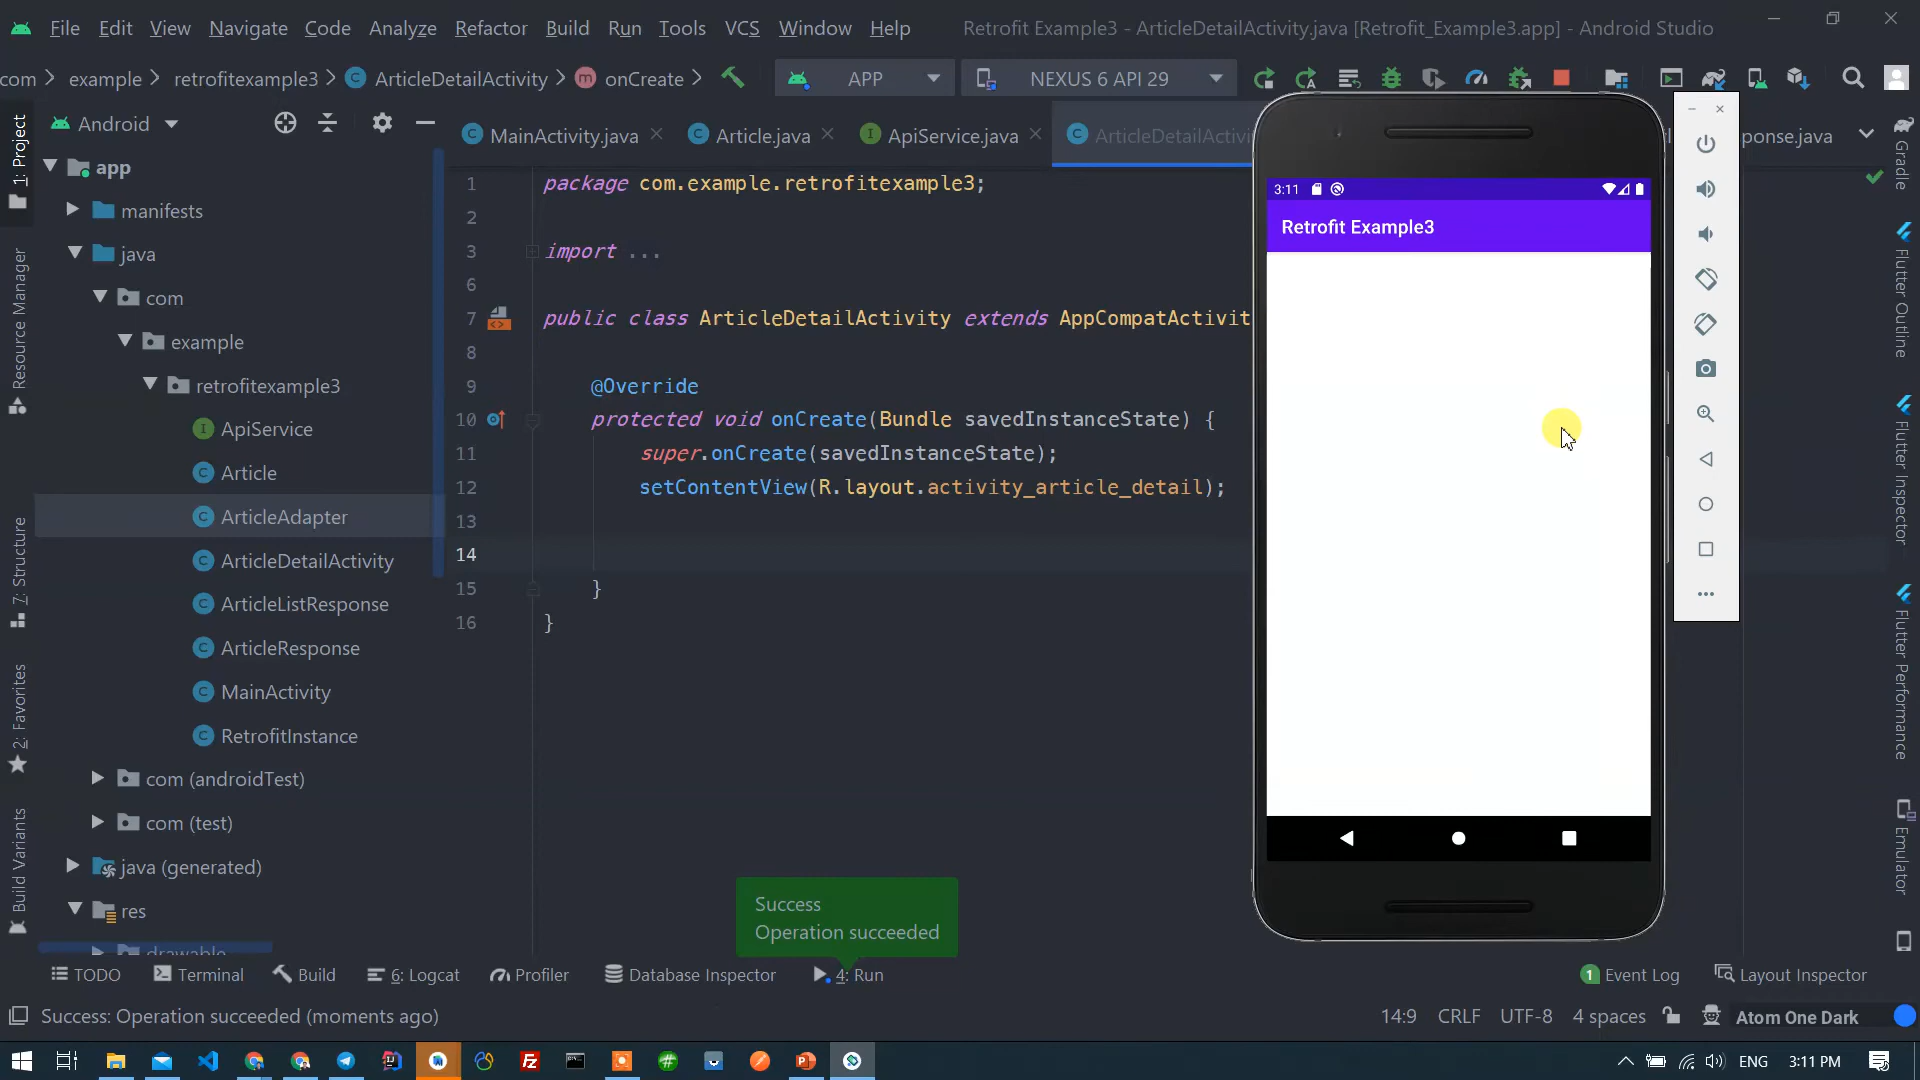 File Edit View Navigate Code Analyze Refactor Build Run Tools VCS Window Help Retrofit Example3 - ArticleDetailActivity.java [Retrofit_Example3.app] - Android Studio
com example retrofitexample3 ArticleDetailActivity onCreate APP NEXUS 6 API 29
Android
MainActivity.java Article.java ApiService.java ArticleDetailActivi ponse.java
1: Project
Resource Manager
7: Structure
2: Favorites
Build Variants
app
manifests
java
com
example
retrofitexample3
ApiService
Article
ArticleAdapter
ArticleDetailActivity
ArticleListResponse
ArticleResponse
MainActivity
RetrofitInstance
com (androidTest)
com (test)
java (generated)
res
drawable
1 package com.example.retrofitexample3;
2
3 import ...
6
7 public class ArticleDetailActivity extends AppCompatActivit
8
9 @Override
10 protected void onCreate(Bundle savedInstanceState) {
11 super.onCreate(savedInstanceState);
12 setContentView(R.layout.activity_article_detail);
13
14
15 }
16 }
3:11
Retrofit Example3
Gradle
Flutter Outline
Flutter Inspector
Flutter Performance
Emulator
Success
Operation succeeded
TODO Terminal Build 6: Logcat Profiler Database Inspector 4: Run 1 Event Log Layout Inspector
Success: Operation succeeded (moments ago) 14:9 CRLF UTF-8 4 spaces Atom One Dark
ENG 3:11 PM